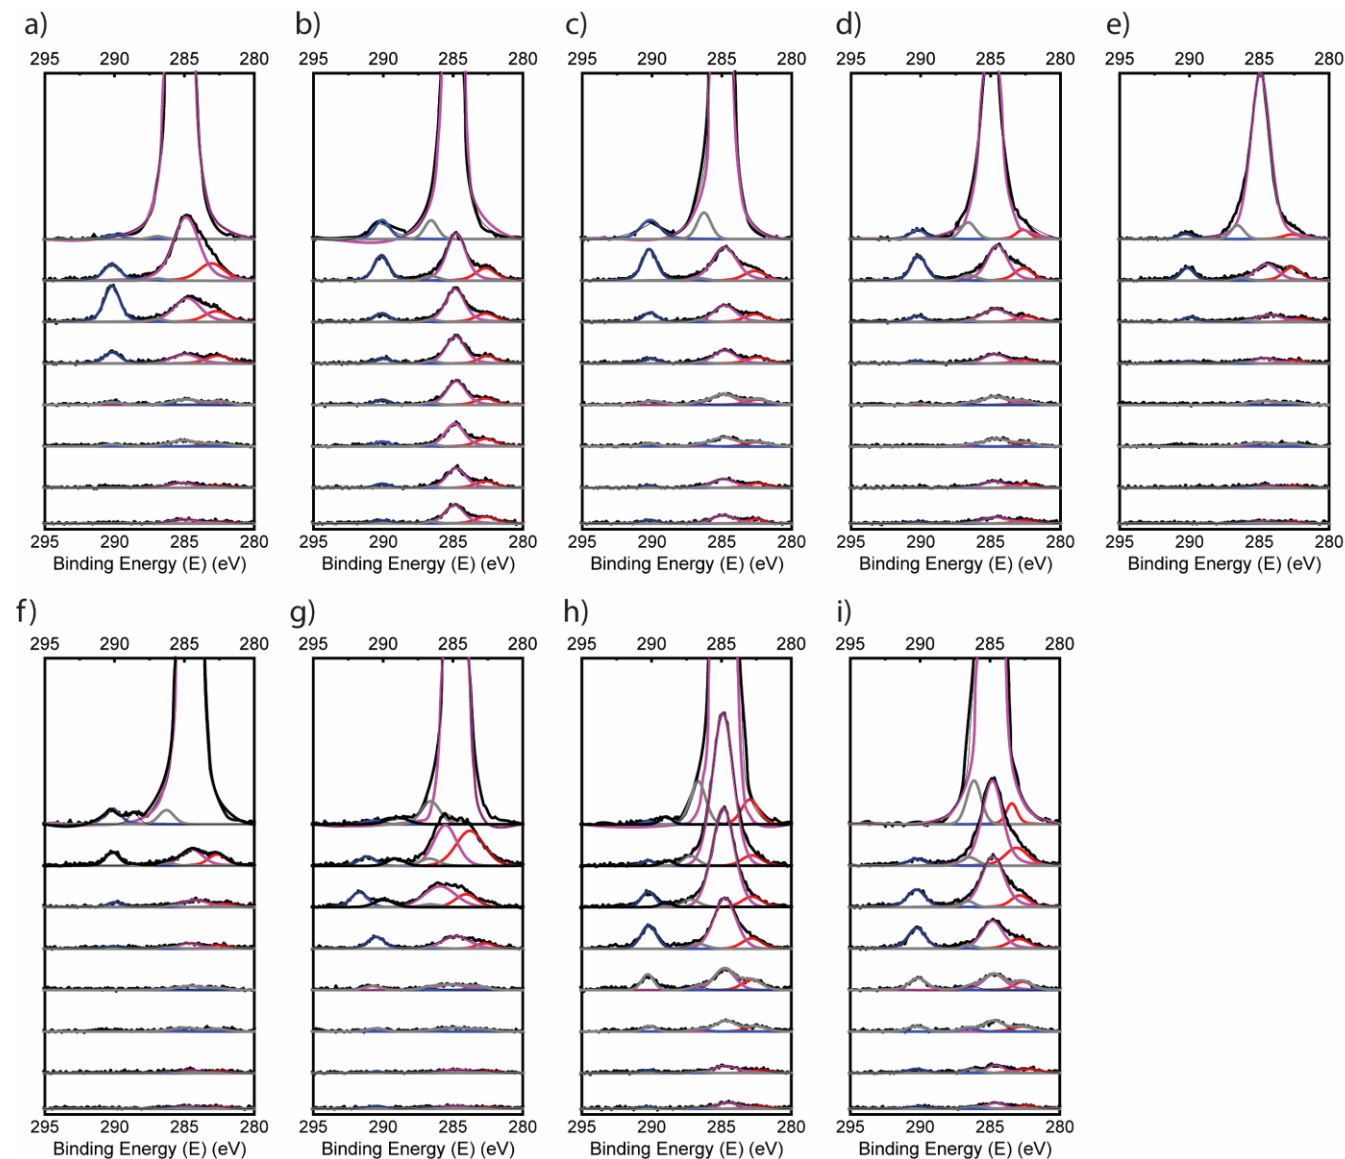 a) b) c) d) e)
295 290 285 280 295 290 285 280 295 290 285 280 295 290 285 280 295 290 285 280
295 290 285 280 295 290 285 280 295 290 285 280 295 290 285 280 295 290 285 280
Binding Energy (E) (eV) Binding Energy (E) (eV) Binding Energy (E) (eV) Binding Energy (E) (eV) Binding Energy (E) (eV)
f) g) h) i)
295 290 285 280 295 290 285 280 295 290 285 280 295 290 285 280
295 290 285 280 295 290 285 280 295 290 285 280 295 290 285 280
Binding Energy (E) (eV) Binding Energy (E) (eV) Binding Energy (E) (eV) Binding Energy (E) (eV)